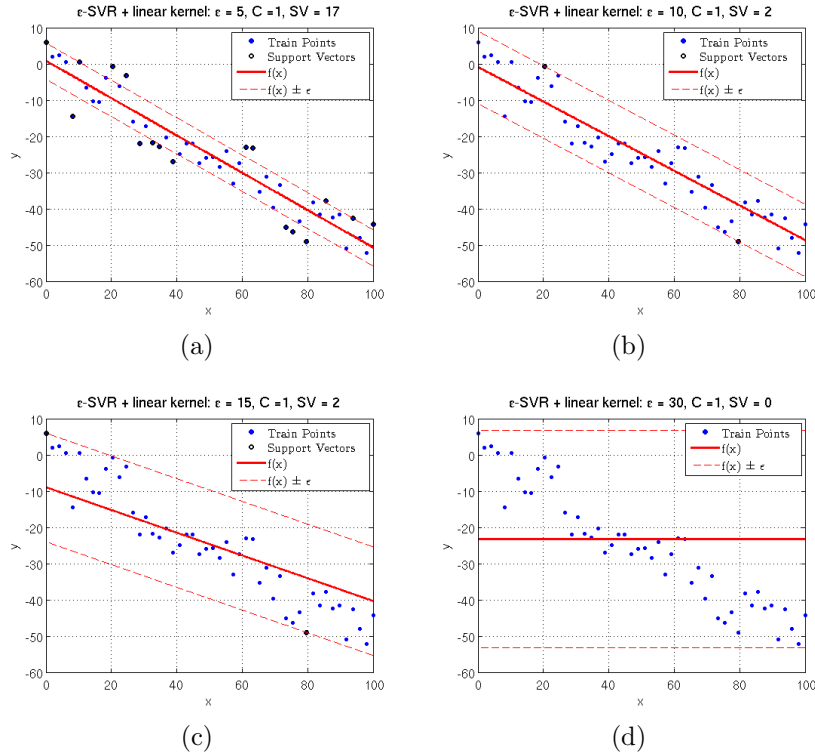 ε-SVR + linear kernel: ε = 5, C =1, SV = 17
10
0
-10
-20
-30
-40
-50
-60
y
0
20
40
60
80
100
x
Train Points
Support Vectors
f(x)
f(x) ± ϵ
(a)
ε-SVR + linear kernel: ε = 10, C =1, SV = 2
10
0
-10
-20
-30
-40
-50
-60
y
0
20
40
60
80
100
x
Train Points
Support Vectors
f(x)
f(x) ± ϵ
(b)
ε-SVR + linear kernel: ε = 15, C =1, SV = 2
10
0
-10
-20
-30
-40
-50
-60
y
0
20
40
60
80
100
x
Train Points
Support Vectors
f(x)
f(x) ± ϵ
(c)
ε-SVR + linear kernel: ε = 30, C =1, SV = 0
10
0
-10
-20
-30
-40
-50
-60
y
0
20
40
60
80
100
x
Train Points
f(x)
f(x) ± ϵ
(d)